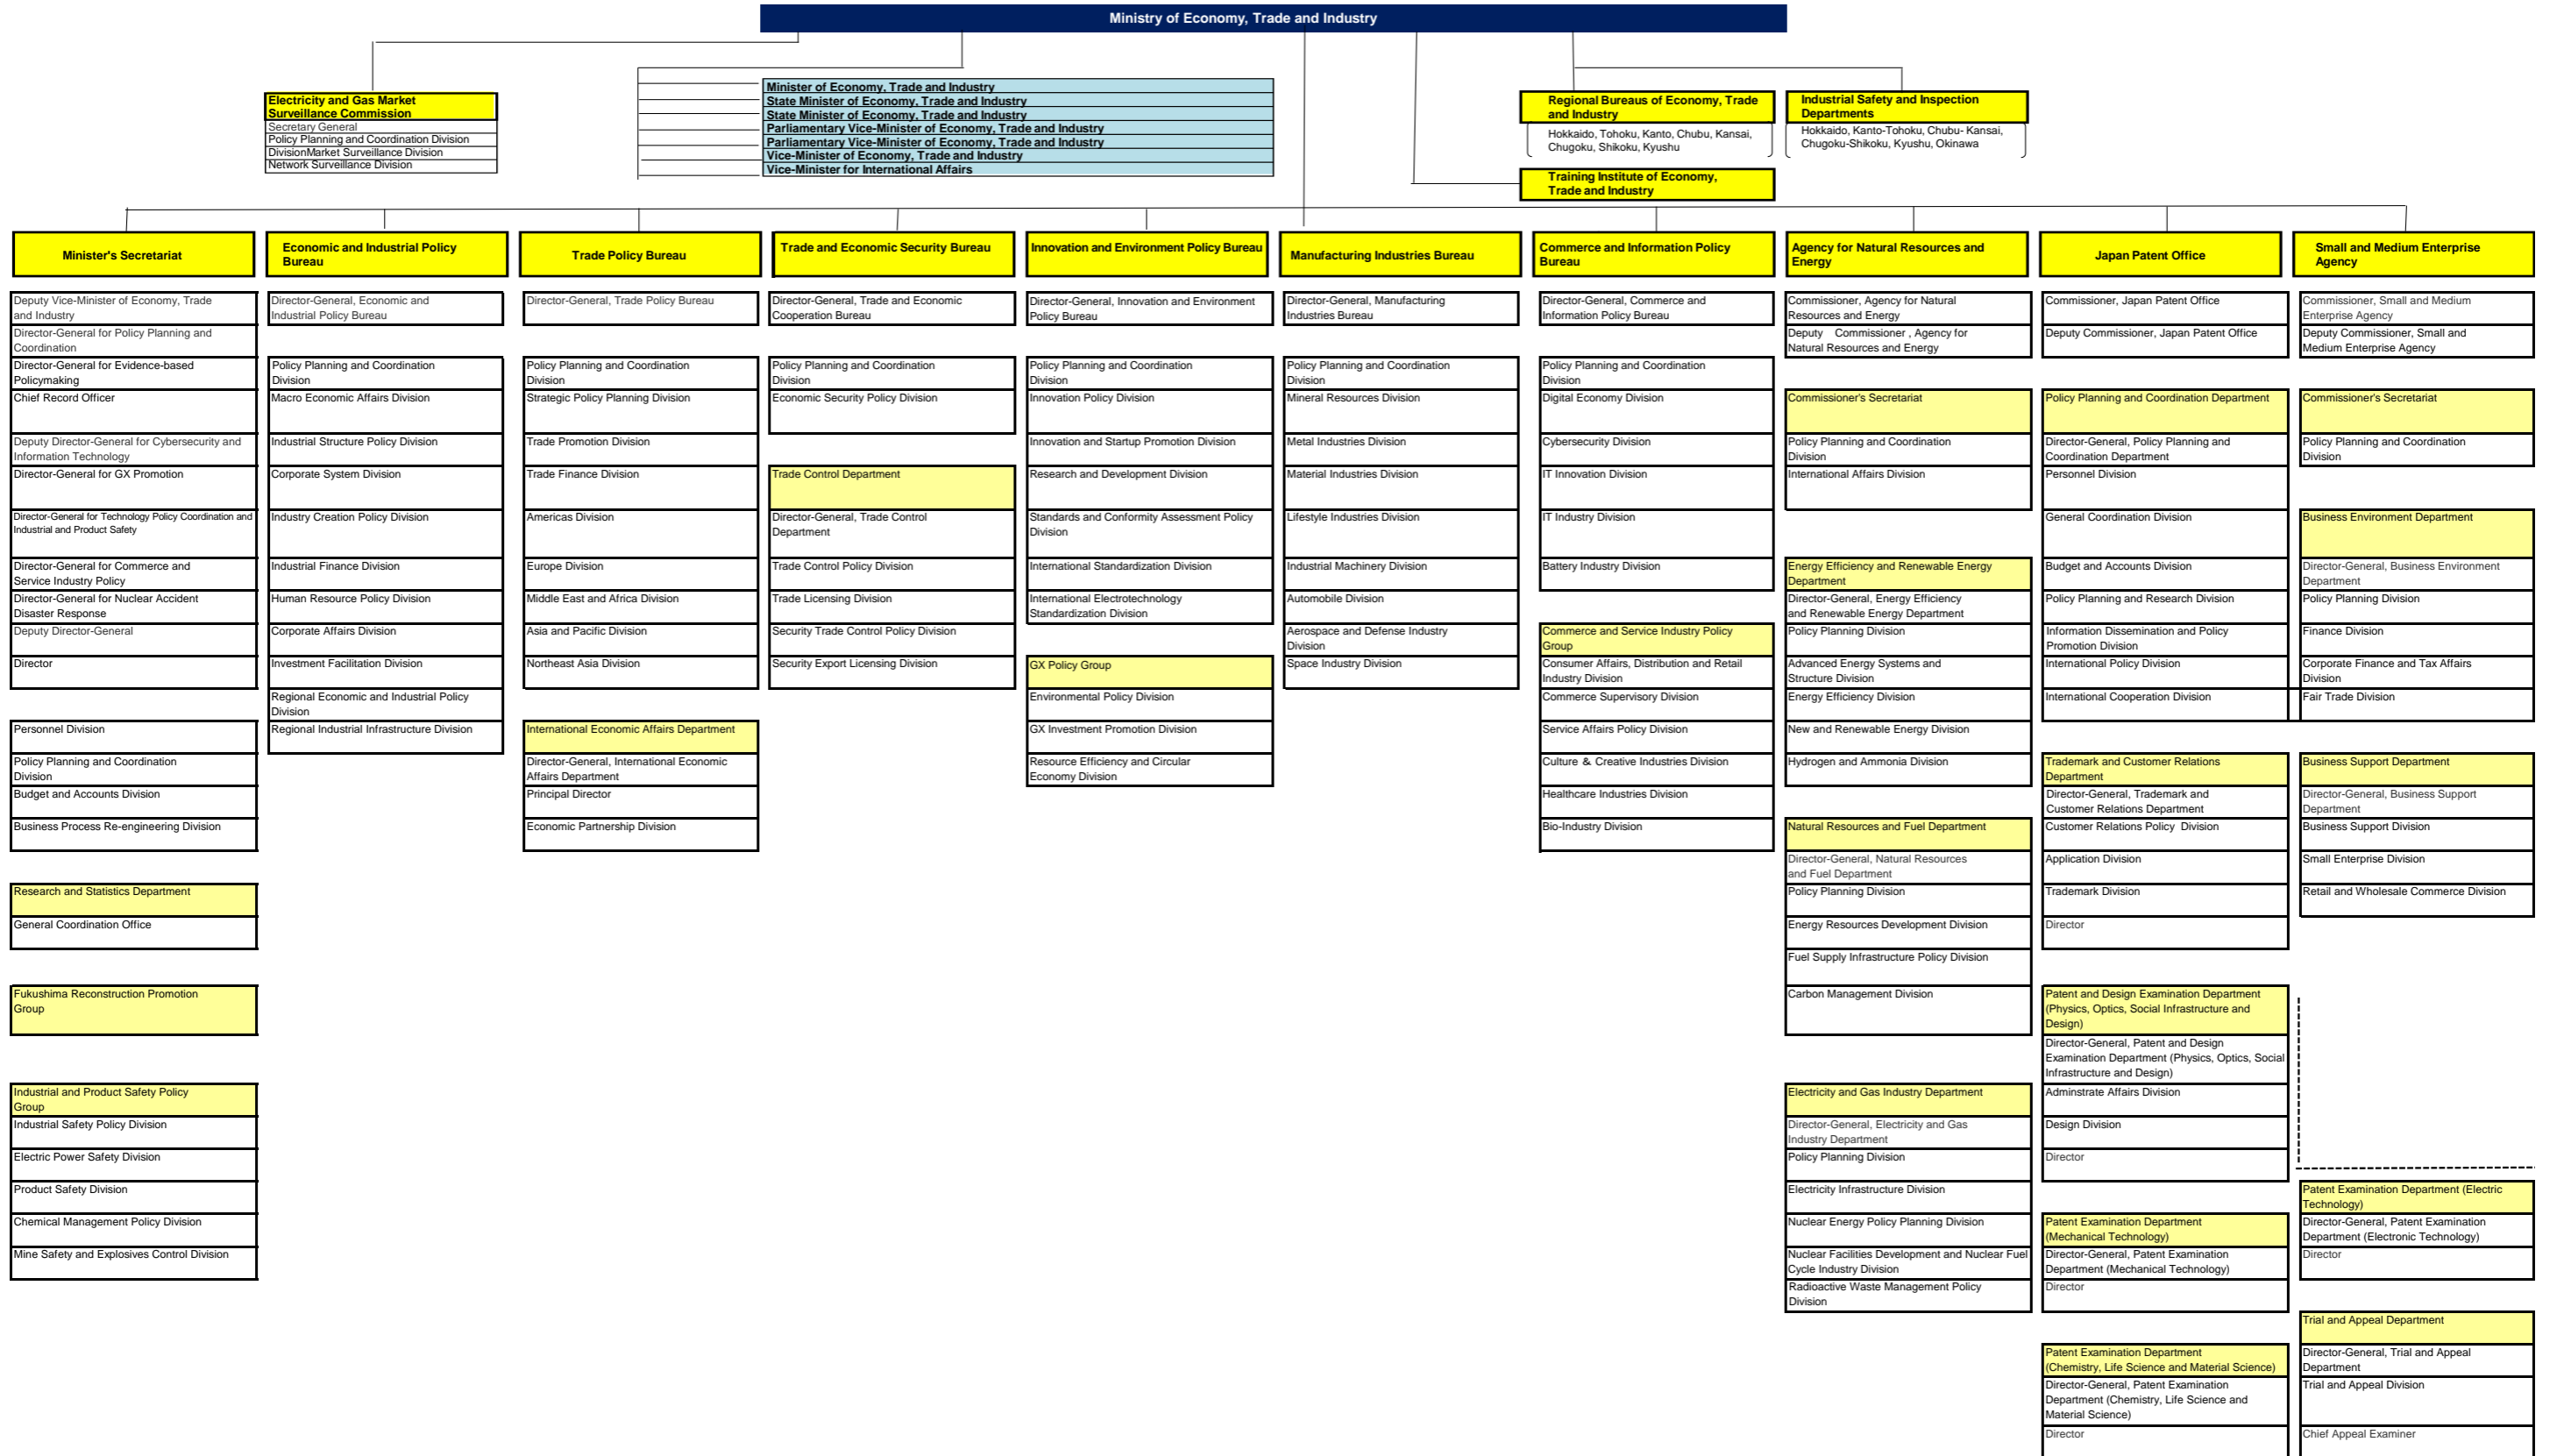 Ministry of Economy, Trade and Industry
Electricity and Gas Market
Surveillance Commission
Secretary General
Policy Planning and Coordination Division
DivisionMarket Surveillance Division
Network Surveillance Division
Minister of Economy, Trade and Industry
State Minister of Economy, Trade and Industry
State Minister of Economy, Trade and Industry
Parliamentary Vice-Minister of Economy, Trade and Industry
Parliamentary Vice-Minister of Economy, Trade and Industry
Vice-Minister of Economy, Trade and Industry
Vice-Minister for International Affairs
Regional Bureaus of Economy, Trade
and Industry
Hokkaido, Tohoku, Kanto, Chubu, Kansai,
Chugoku, Shikoku, Kyushu
Industrial Safety and Inspection
Departments
Hokkaido, Kanto-Tohoku, Chubu- Kansai,
Chugoku-Shikoku, Kyushu, Okinawa
Training Institute of Economy,
Trade and Industry
Minister's Secretariat
Deputy Vice-Minister of Economy, Trade
and Industry
Director-General for Policy Planning and
Coordination
Director-General for Evidence-based
Policymaking
Chief Record Officer
Deputy Director-General for Cybersecurity and
Information Technology
Director-General for GX Promotion
Director-General for Technology Policy Coordination and
Industrial and Product Safety
Director-General for Commerce and
Service Industry Policy
Director-General for Nuclear Accident
Disaster Response
Deputy Director-General
Director
Personnel Division
Policy Planning and Coordination
Division
Budget and Accounts Division
Business Process Re-engineering Division
Research and Statistics Department
General Coordination Office
Fukushima Reconstruction Promotion
Group
Industrial and Product Safety Policy
Group
Industrial Safety Policy Division
Electric Power Safety Division
Product Safety Division
Chemical Management Policy Division
Mine Safety and Explosives Control Division
Economic and Industrial Policy
Bureau
Director-General, Economic and
Industrial Policy Bureau
Policy Planning and Coordination
Division
Macro Economic Affairs Division
Industrial Structure Policy Division
Corporate System Division
Industry Creation Policy Division
Industrial Finance Division
Human Resource Policy Division
Corporate Affairs Division
Investment Facilitation Division
Regional Economic and Industrial Policy
Division
Regional Industrial Infrastructure Division
Trade Policy Bureau
Director-General, Trade Policy Bureau
Policy Planning and Coordination
Division
Strategic Policy Planning Division
Trade Promotion Division
Trade Finance Division
Americas Division
Europe Division
Middle East and Africa Division
Asia and Pacific Division
Northeast Asia Division
International Economic Affairs Department
Director-General, International Economic
Affairs Department
Principal Director
Economic Partnership Division
Trade and Economic Security Bureau
Director-General, Trade and Economic
Cooperation Bureau
Policy Planning and Coordination
Division
Economic Security Policy Division
Trade Control Department
Director-General, Trade Control
Department
Trade Control Policy Division
Trade Licensing Division
Security Trade Control Policy Division
Security Export Licensing Division
Innovation and Environment Policy Bureau
Director-General, Innovation and Environment
Policy Bureau
Policy Planning and Coordination
Division
Innovation Policy Division
Innovation and Startup Promotion Division
Research and Development Division
Standards and Conformity Assessment Policy
Division
International Standardization Division
International Electrotechnology
Standardization Division
GX Policy Group
Environmental Policy Division
GX Investment Promotion Division
Resource Efficiency and Circular
Economy Division
Manufacturing Industries Bureau
Director-General, Manufacturing
Industries Bureau
Policy Planning and Coordination
Division
Mineral Resources Division
Metal Industries Division
Material Industries Division
Lifestyle Industries Division
Industrial Machinery Division
Automobile Division
Aerospace and Defense Industry
Division
Space Industry Division
Commerce and Information Policy
Bureau
Director-General, Commerce and
Information Policy Bureau
Policy Planning and Coordination
Division
Digital Economy Division
Cybersecurity Division
IT Innovation Division
IT Industry Division
Battery Industry Division
Commerce and Service Industry Policy
Group
Consumer Affairs, Distribution and Retail
Industry Division
Commerce Supervisory Division
Service Affairs Policy Division
Culture & Creative Industries Division
Healthcare Industries Division
Bio-Industry Division
Agency for Natural Resources and
Energy
Commissioner, Agency for Natural
Resources and Energy
Deputy Commissioner , Agency for
Natural Resources and Energy
Commissioner's Secretariat
Policy Planning and Coordination
Division
International Affairs Division
Energy Efficiency and Renewable Energy
Department
Director-General, Energy Efficiency
and Renewable Energy Department
Policy Planning Division
Advanced Energy Systems and
Structure Division
Energy Efficiency Division
New and Renewable Energy Division
Hydrogen and Ammonia Division
Natural Resources and Fuel Department
Director-General, Natural Resources
and Fuel Department
Policy Planning Division
Energy Resources Development Division
Fuel Supply Infrastructure Policy Division
Carbon Management Division
Electricity and Gas Industry Department
Director-General, Electricity and Gas
Industry Department
Policy Planning Division
Electricity Infrastructure Division
Nuclear Energy Policy Planning Division
Nuclear Facilities Development and Nuclear Fuel
Cycle Industry Division
Radioactive Waste Management Policy
Division
Japan Patent Office
Commissioner, Japan Patent Office
Deputy Commissioner, Japan Patent Office
Policy Planning and Coordination Department
Director-General, Policy Planning and
Coordination Department
Personnel Division
General Coordination Division
Budget and Accounts Division
Policy Planning and Research Division
Information Dissemination and Policy
Promotion Division
International Policy Division
International Cooperation Division
Trademark and Customer Relations
Department
Director-General, Trademark and
Customer Relations Department
Customer Relations Policy Division
Application Division
Trademark Division
Director
Patent and Design Examination Department
(Physics, Optics, Social Infrastructure and
Design)
Director-General, Patent and Design
Examination Department (Physics, Optics, Social
Infrastructure and Design)
Adminstrate Affairs Division
Design Division
Director
Patent Examination Department
(Mechanical Technology)
Director-General, Patent Examination
Department (Mechanical Technology)
Director
Patent Examination Department
(Chemistry, Life Science and Material Science)
Director-General, Patent Examination
Department (Chemistry, Life Science and
Material Science)
Director
Small and Medium Enterprise
Agency
Commissioner, Small and Medium
Enterprise Agency
Deputy Commissioner, Small and
Medium Enterprise Agency
Commissioner's Secretariat
Policy Planning and Coordination
Division
Business Environment Department
Director-General, Business Environment
Department
Policy Planning Division
Finance Division
Corporate Finance and Tax Affairs
Division
Fair Trade Division
Business Support Department
Director-General, Business Support
Department
Business Support Division
Small Enterprise Division
Retail and Wholesale Commerce Division
Patent Examination Department (Electric
Technology)
Director-General, Patent Examination
Department (Electronic Technology)
Director
Trial and Appeal Department
Director-General, Trial and Appeal
Department
Trial and Appeal Division
Chief Appeal Examiner